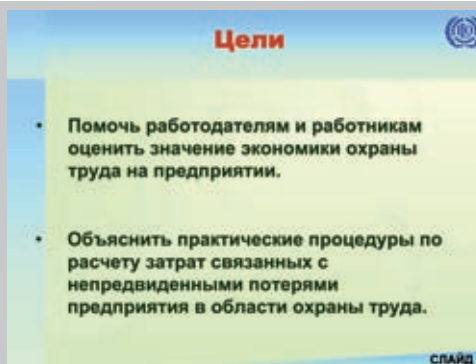 Цели
• Помочь работодателям и работникам
оценить значение экономики охраны
труда на предприятии.
• Объяснить практические процедуры по
расчету затрат связанных с
непредвиденными потерями
предприятия в области охраны труда.
СЛАЙД